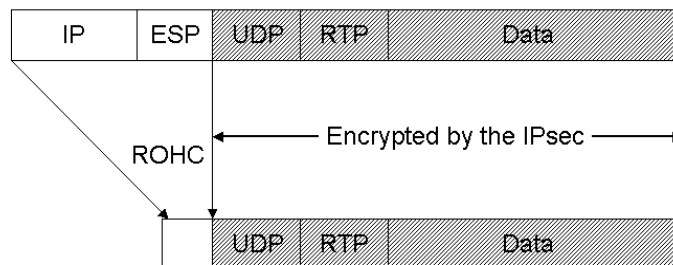 IP ESP UDP RTP Data
Encrypted by the IPsec
ROHC
UDP RTP Data